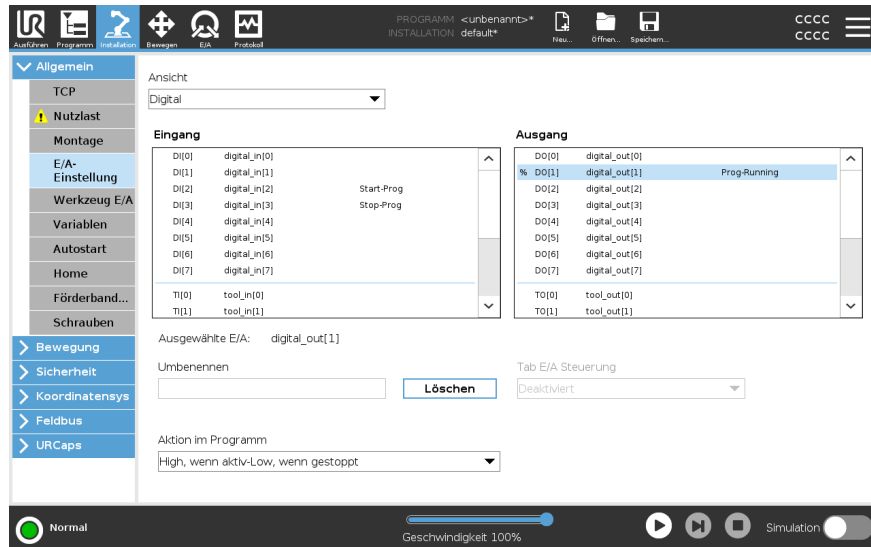 PROGRAMM <unbenannt>*
INSTALLATION default*
UR
Ausführen Programm Installation Bewegen E/A Protokoll
Neu... Öffnen... Speichern...
CCCC
CCCC
Allgemein
TCP
Nutzlast
Montage
E/A-
Einstellung
Werkzeug E/A
Variablen
Autostart
Home
Förderband...
Schrauben
Bewegung
Sicherheit
Koordinatensys
Feldbus
URCaps
Ansicht
Digital
Eingang
DI[0] digital_in[0]
DI[1] digital_in[1]
DI[2] digital_in[2] Start-Prog
DI[3] digital_in[3] Stop-Prog
DI[4] digital_in[4]
DI[5] digital_in[5]
DI[6] digital_in[6]
DI[7] digital_in[7]
TI[0] tool_in[0]
TI[1] tool_in[1]
Ausgang
DO[0] digital_out[0]
% DO[1] digital_out[1] Prog-Running
DO[2] digital_out[2]
DO[3] digital_out[3]
DO[4] digital_out[4]
DO[5] digital_out[5]
DO[6] digital_out[6]
DO[7] digital_out[7]
TO[0] tool_out[0]
TO[1] tool_out[1]
Ausgewählte E/A: digital_out[1]
Umbenennen
Löschen
Tab E/A Steuerung
Deaktiviert
Aktion im Programm
High, wenn aktiv-Low, wenn gestoppt
Normal
Geschwindigkeit 100%
Simulation